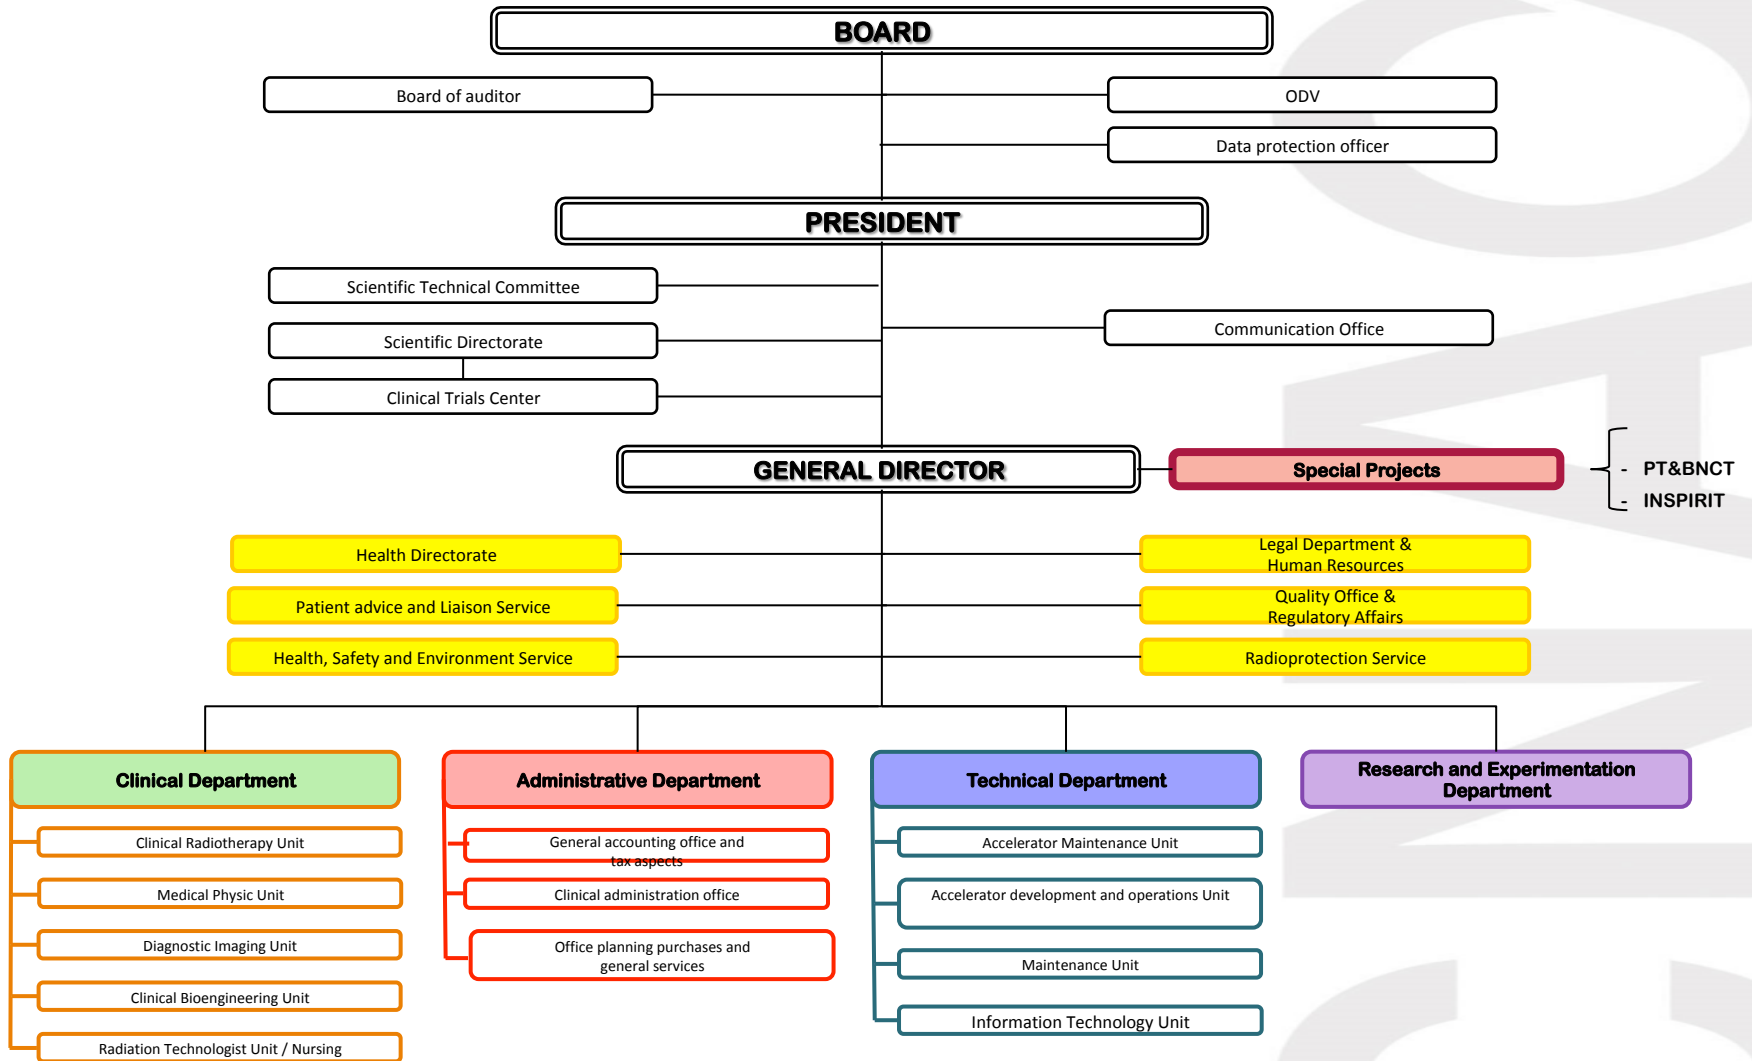 BOARD
Board of auditor
ODV
Data protection officer
PRESIDENT
Scientific Technical Committee
Communication Office
Scientific Directorate
Clinical Trials Center
GENERAL DIRECTOR
Special Projects
- PT&BNCT
- INSPIRIT
Health Directorate
Legal Department &
Human Resources
Patient advice and Liaison Service
Quality Office &
Regulatory Affairs
Health, Safety and Environment Service
Radioprotection Service
Clinical Department
Clinical Radiotherapy Unit
Medical Physic Unit
Diagnostic Imaging Unit
Clinical Bioengineering Unit
Radiation Technologist Unit / Nursing
Administrative Department
General accounting office and
tax aspects
Clinical administration office
Office planning purchases and
general services
Technical Department
Accelerator Maintenance Unit
Accelerator development and operations Unit
Maintenance Unit
Information Technology Unit
Research and Experimentation
Department